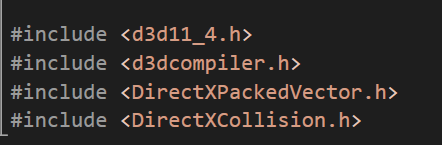 #include <d3d11_4.h>
#include <d3dcompiler.h>
#include <DirectXPackedVector.h>
#include <DirectXCollision.h>